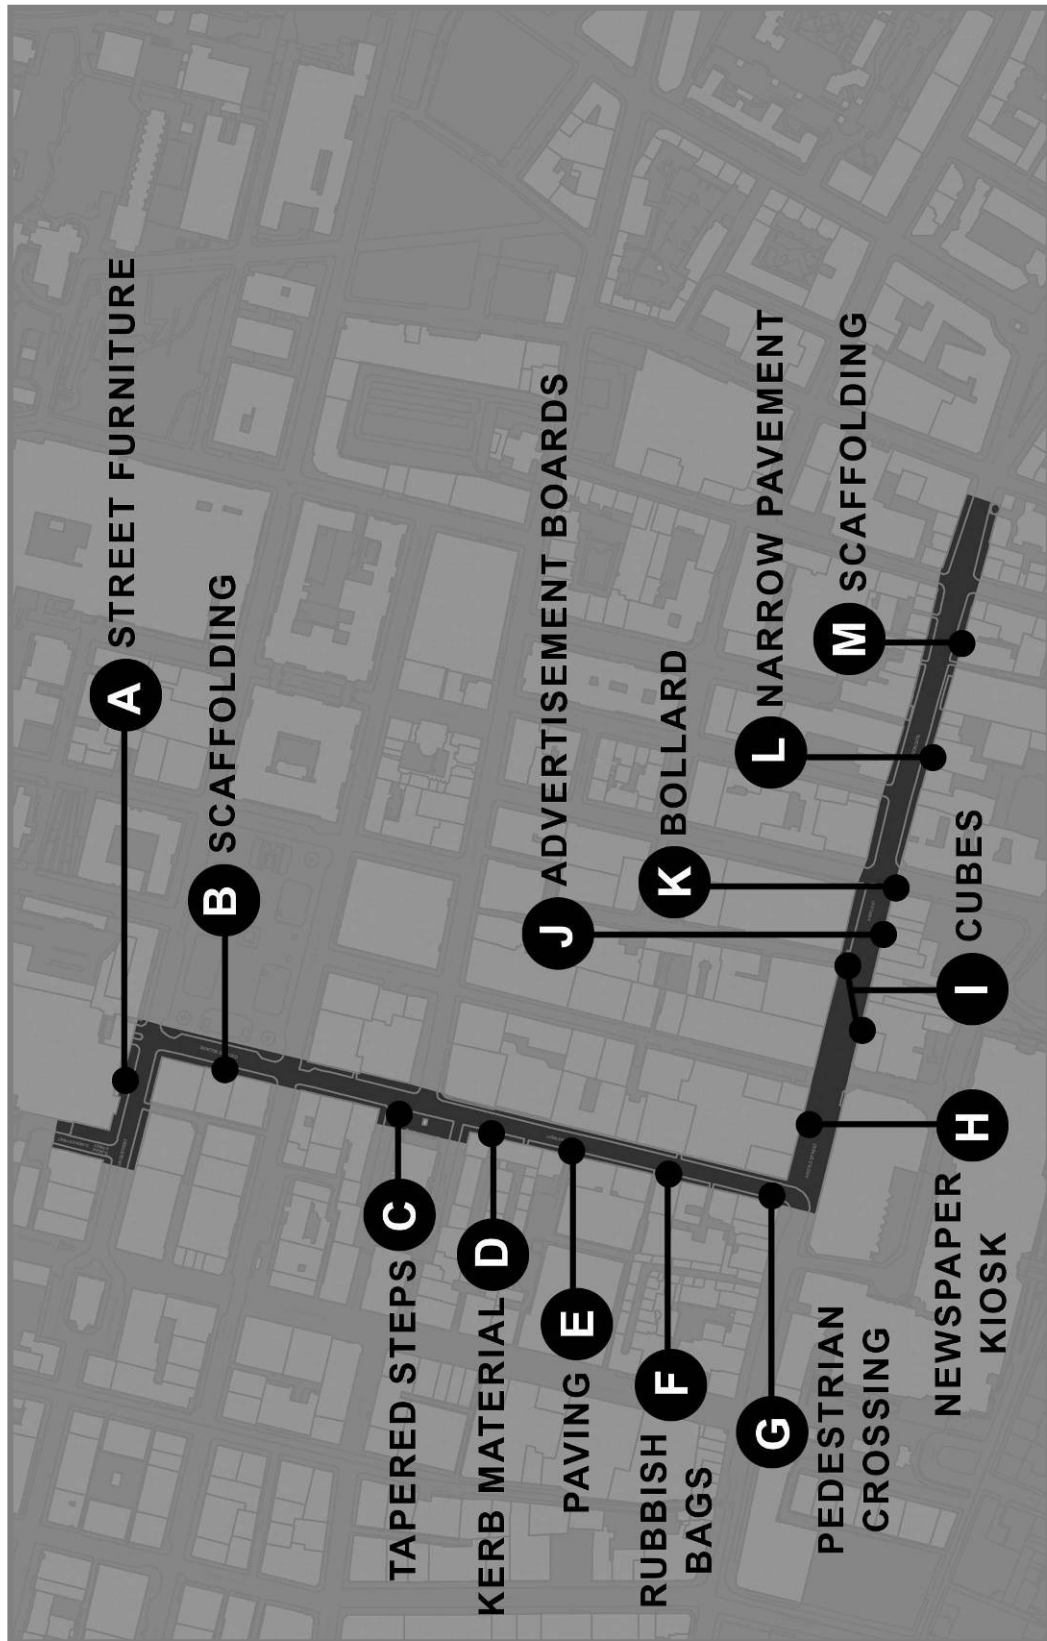 A
STREET FURNITURE
B
SCAFFOLDING
C
TAPERED STEPS
D
KERB MATERIAL
E
PAVING
F
RUBBISH
BAGS
G
PEDESTRIAN
CROSSING
H
NEWSPAPER
KIOSK
I
CUBES
J
ADVERTISEMENT BOARDS
K
BOLLARD
L
NARROW PAVEMENT
M
SCAFFOLDING